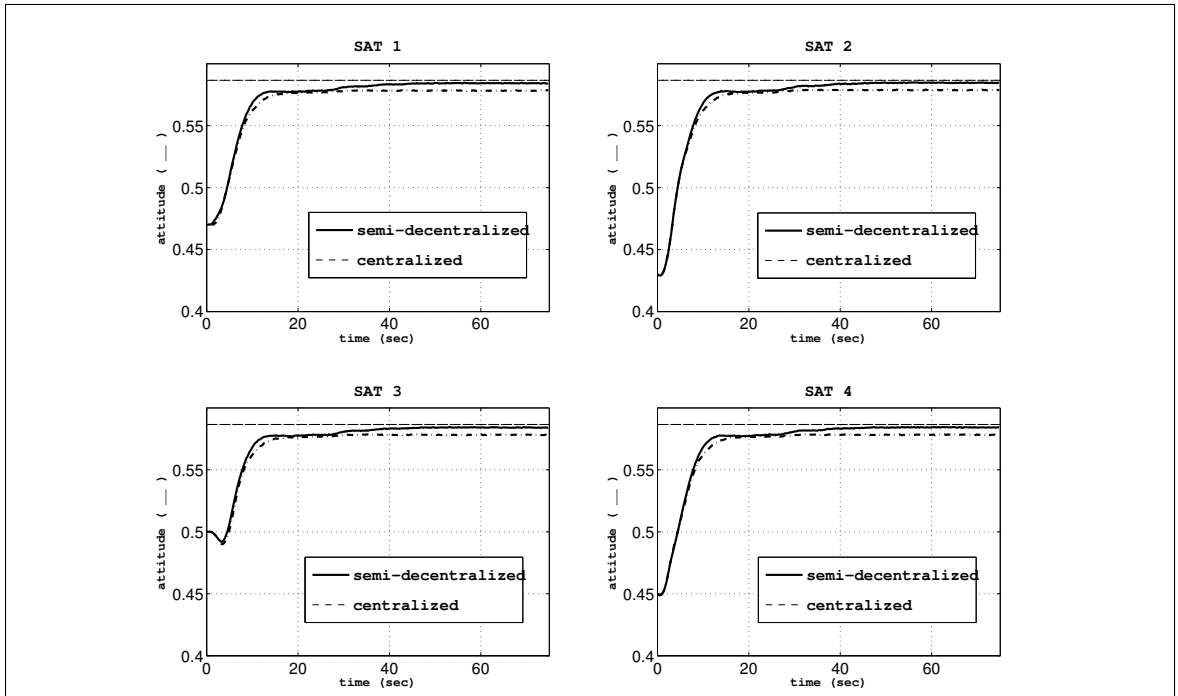 SAT 1
0.55
0.5
0.45
0.4
attitude ( __ )
semi-decentralized
centralized
0 20 40 60
time (sec)
SAT 2
0.55
0.5
0.45
0.4
attitude ( __ )
semi-decentralized
centralized
0 20 40 60
time (sec)
SAT 3
0.55
0.5
0.45
0.4
attitude ( __ )
semi-decentralized
centralized
0 20 40 60
time (sec)
SAT 4
0.55
0.5
0.45
0.4
attitude ( __ )
semi-decentralized
centralized
0 20 40 60
time (sec)